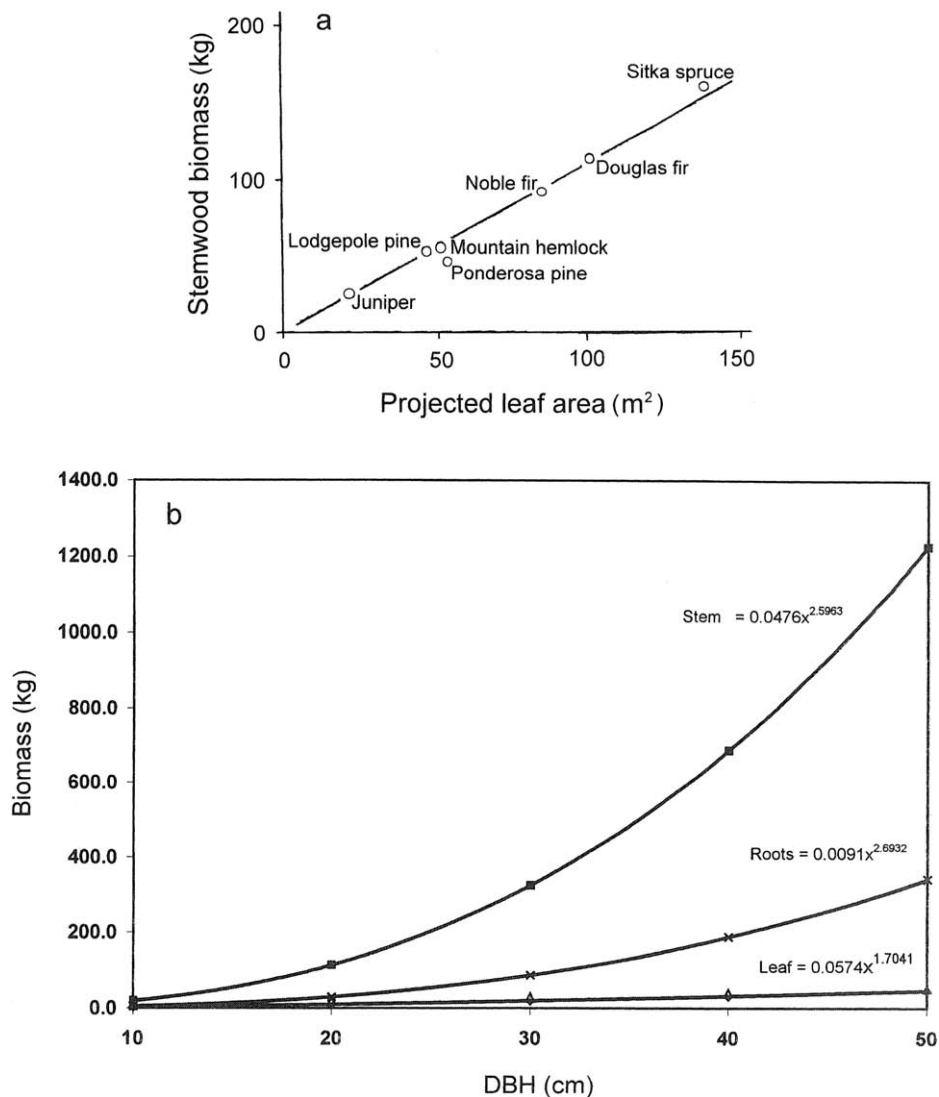 a
200
100
0
Stemwood biomass (kg)
Sitka spruce
Douglas fir
Noble fir
Lodgepole pine
Mountain hemlock
Ponderosa pine
Juniper
0 50 100 150
Projected leaf area (m²)
b
1400.0
1200.0
1000.0
800.0
600.0
400.0
200.0
0.0
Biomass (kg)
Stem = 0.0476x^2.5963
Roots = 0.0091x^2.6932
Leaf = 0.0574x^1.7041
10 20 30 40 50
DBH (cm)